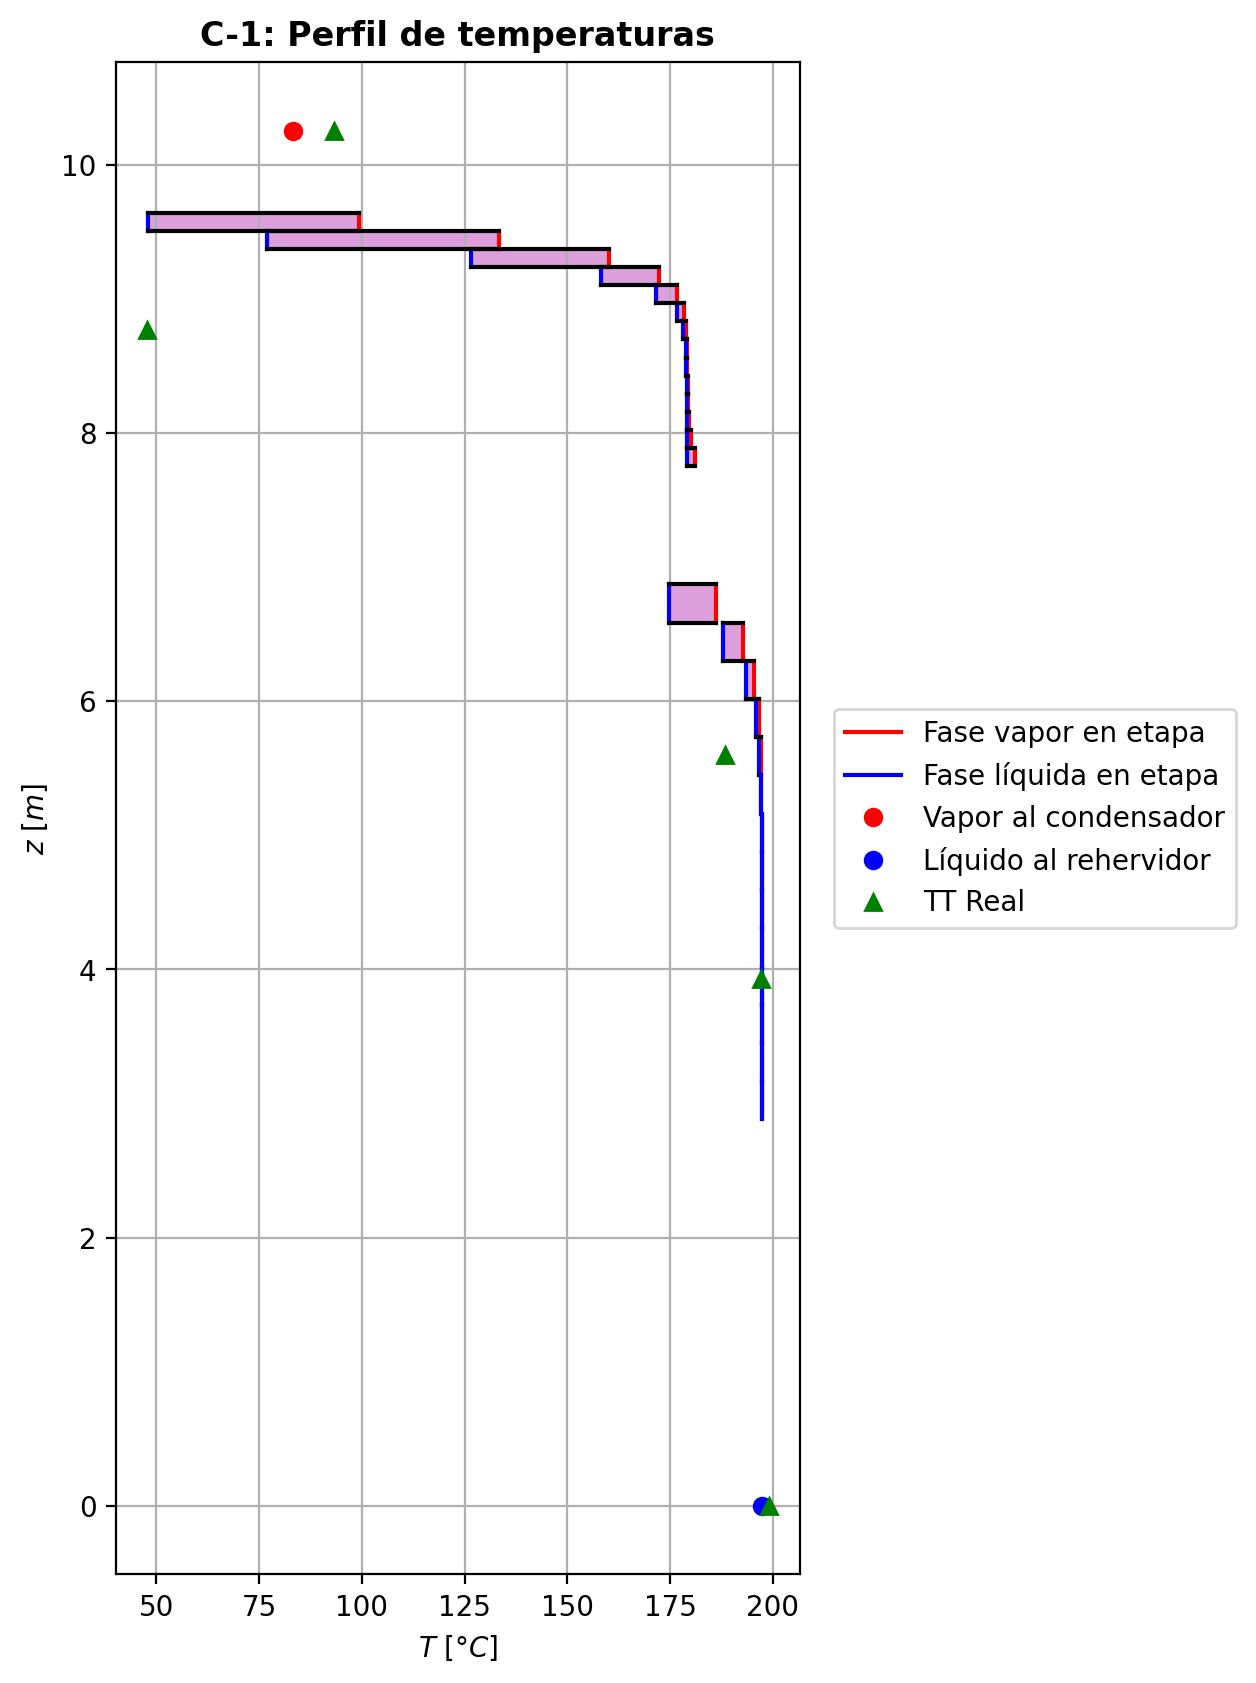 C-1: Perfil de temperaturas
10
8
6
4
2
0
z [m]
50 75 100 125 150 175 200
T [°C]
Fase vapor en etapa
Fase líquida en etapa
Vapor al condensador
Líquido al rehervidor
TT Real